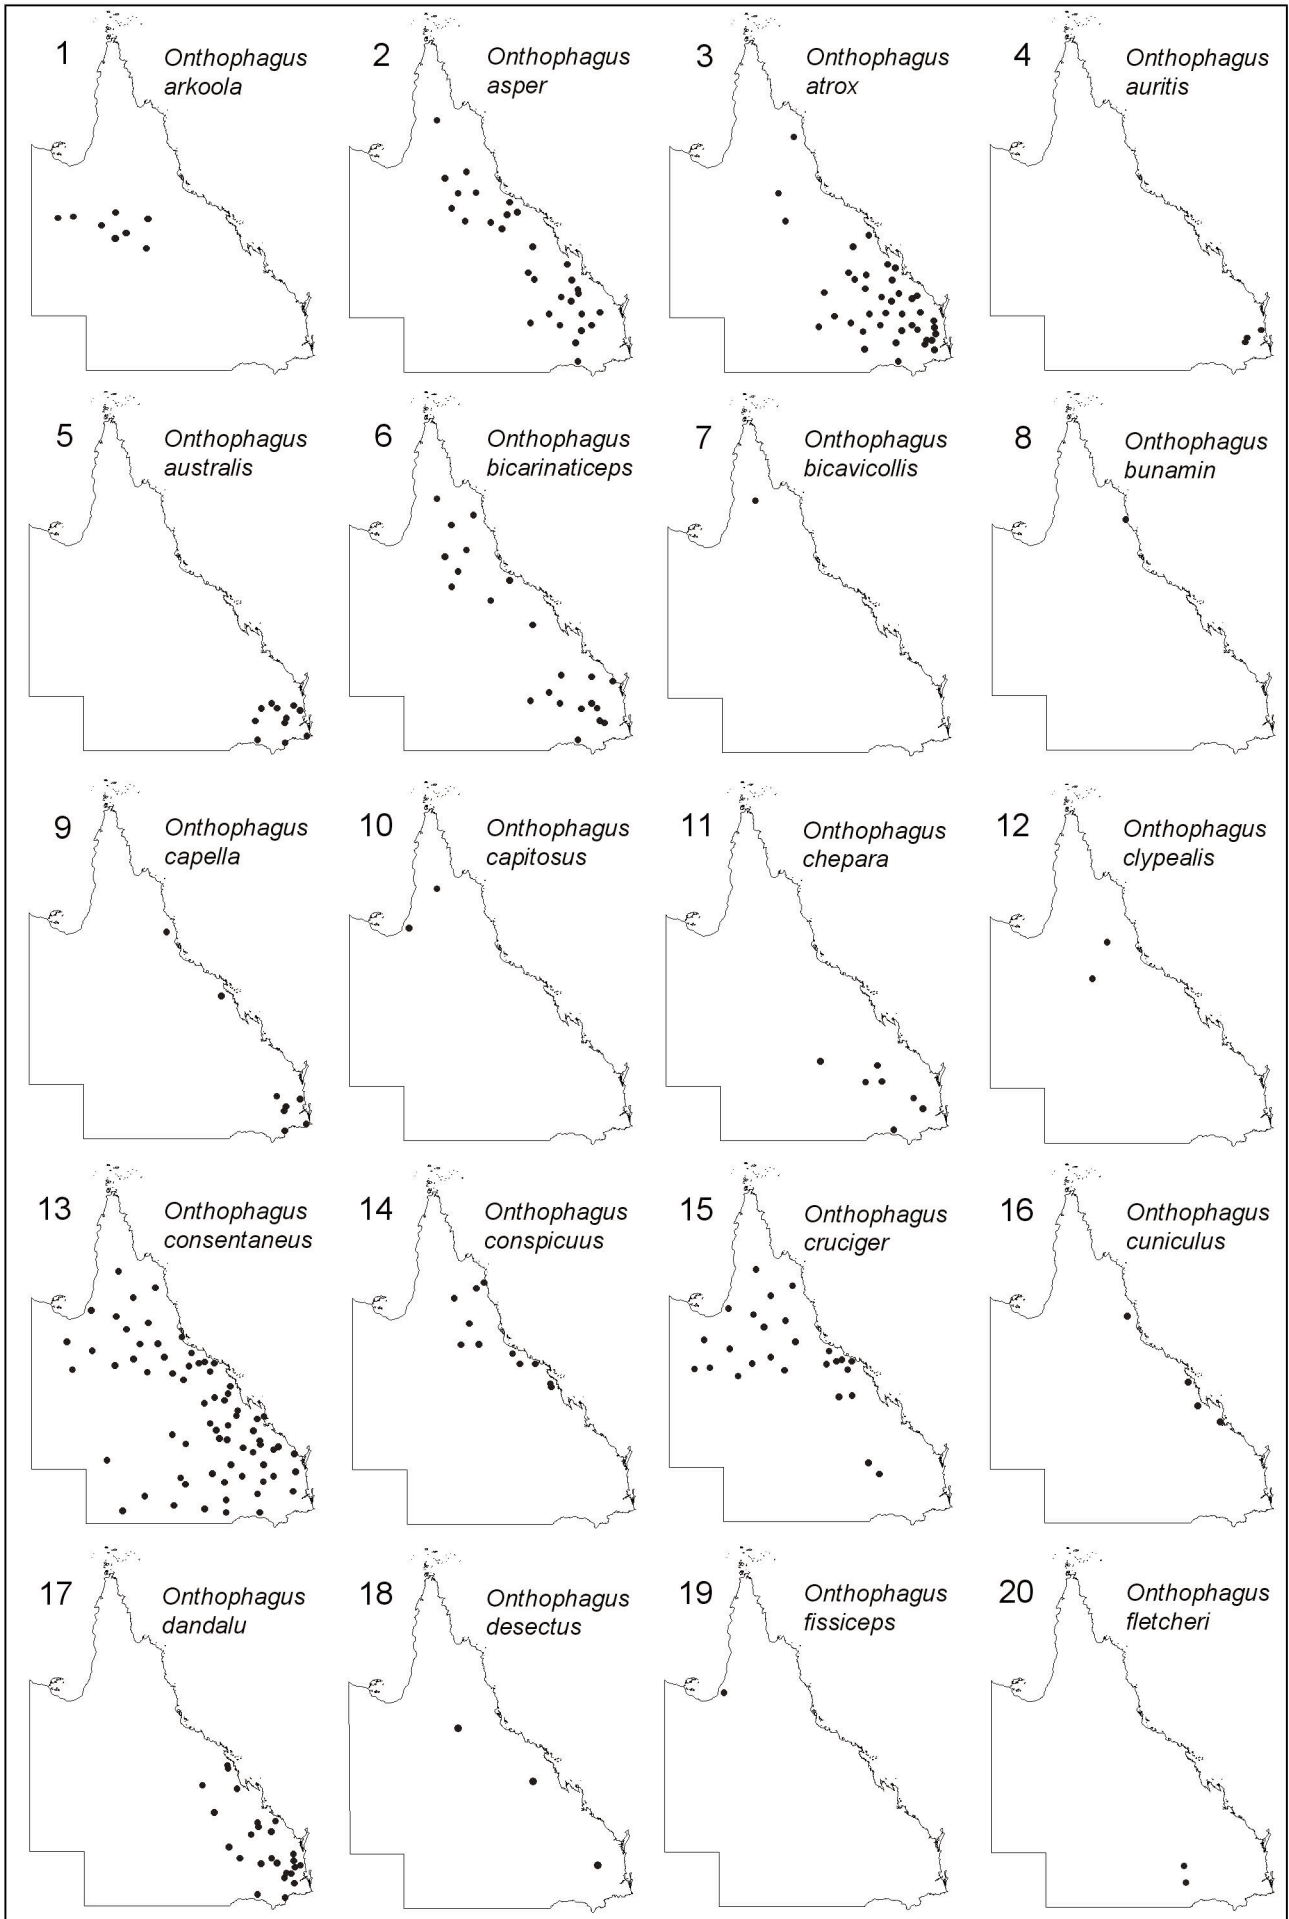 1
Onthophagus
arkoola
2
Onthophagus
asper
3
Onthophagus
atrox
4
Onthophagus
auritis
5
Onthophagus
australis
6
Onthophagus
bicarinaticeps
7
Onthophagus
bicavicollis
8
Onthophagus
bunamin
9
Onthophagus
capella
10
Onthophagus
capitosus
11
Onthophagus
chepara
12
Onthophagus
clypealis
13
Onthophagus
consentaneus
14
Onthophagus
conspicuus
15
Onthophagus
cruciger
16
Onthophagus
cuniculus
17
Onthophagus
dandalu
18
Onthophagus
desectus
19
Onthophagus
fissiceps
20
Onthophagus
fletcheri